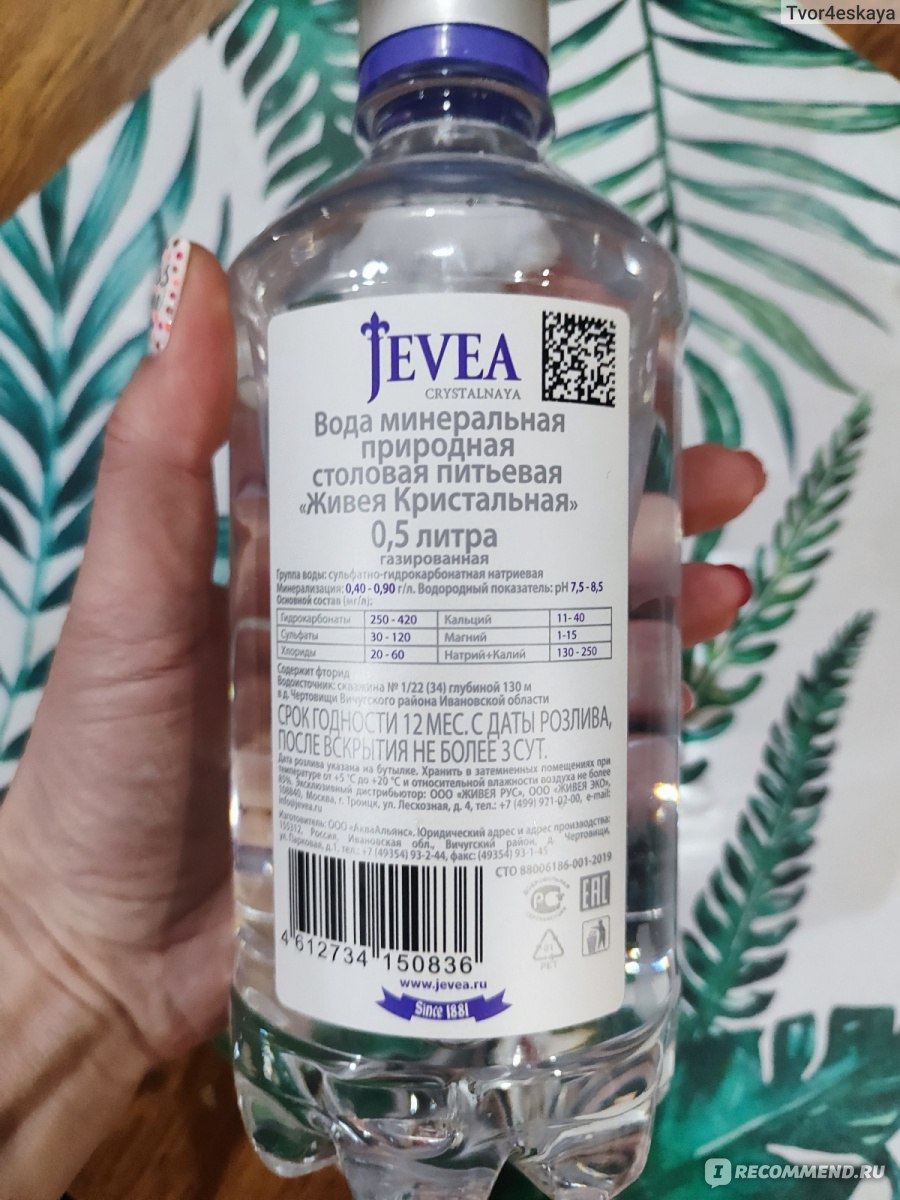 Tvor4eskaya
JEVEA
CRYSTALNAYA
Вода минеральная
природная
столовая питьевая
«Живея Кристальная»
0,5 литра
газированная
Группа воды: сульфатно-гидрокарбонатная натриевая
Минерализация: 0,40 - 0,90 г/л. Водородный показатель: pH 7,5 - 8,5
Основной состав (мг/л):
Гидрокарбонаты 250 - 420 Кальций 11- 40
Сульфаты 30 - 120 Магний 1-15
Хлориды 20 - 60 Натрий+Калий 130 - 250
Содержит фторид
Водоисточник: скважина № 1/22 (34) глубиной 130 м
в д. Чертовищи Вичугского района Ивановской области
СРОК ГОДНОСТИ 12 МЕС. С ДАТЫ РОЗЛИВА,
ПОСЛЕ ВСКРЫТИЯ НЕ БОЛЕЕ 3 СУТ.
Дата розлива указана на бутылке. Хранить в затемненных помещениях при
температуре от +5 °C до +20 °C и относительной влажности воздуха не более
85%. Эксклюзивный дистрибьютор: ООО «ЖИВЕЯ РУС», ООО «ЖИВЕЯ ЭКО»,
108840, Москва, г. Троицк, ул. Лесхозная, д. 4, тел.: +7 (499) 921-02-00, e-mail:
info@jevea.ru
Изготовитель: ООО «АкваАльянс». Юридический адрес и адрес производства:
155312, Россия, Ивановская обл., Вичугский район, д. Чертовищи,
ул. Парковая, д.1, тел.: +7 (49354) 93-2-44, факс: (49354) 93-1-45
СТО 88006186-001-2019
EAC
01
PET
4 612734 150836
www.jevea.ru
Since 1881
IRECOMMEND.RU